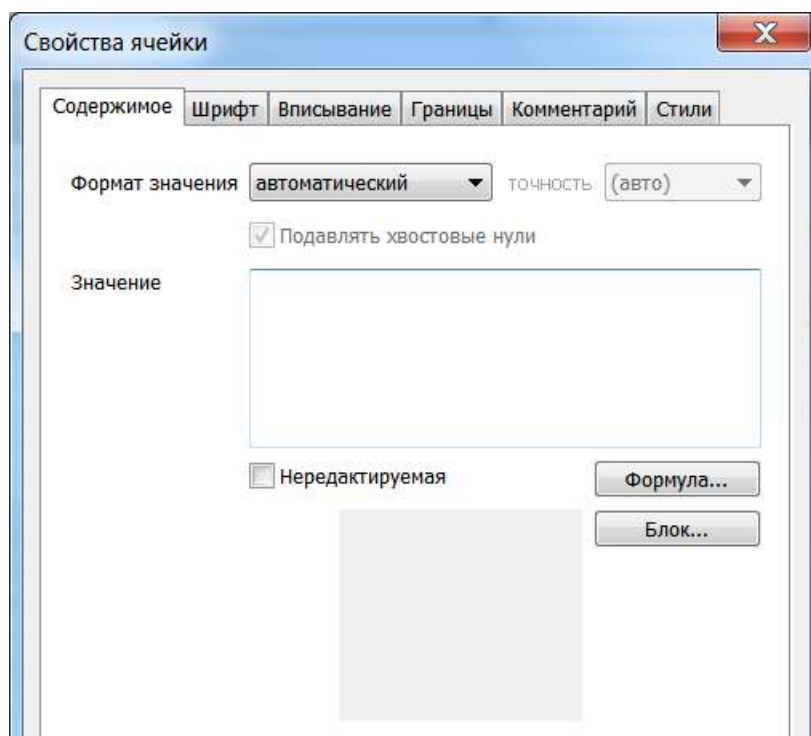 Свойства ячейки
Содержимое Шрифт Вписывание Границы Комментарий Стили
Формат значения автоматический точность (авто)
Подавлять хвостовые нули
Значение
Нередактируемая Формула...
Блок...